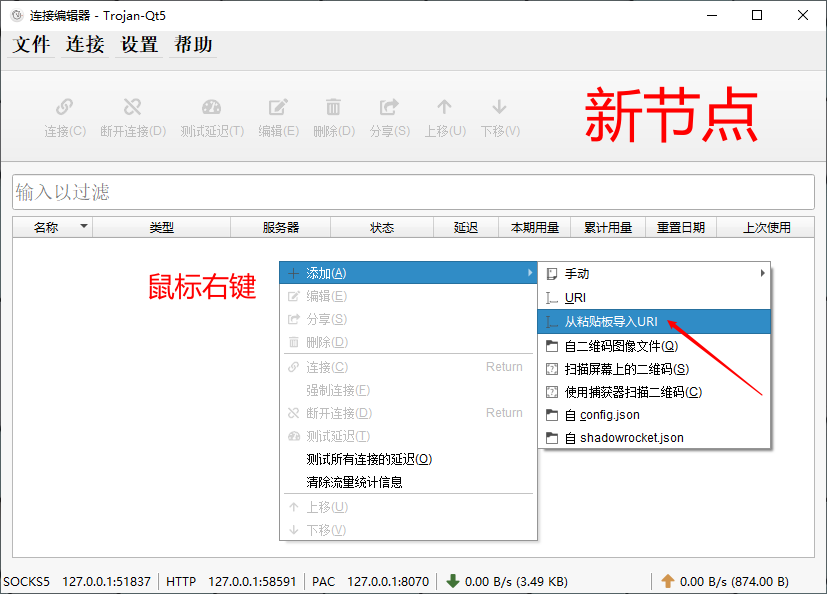 连接编辑器 - Trojan-Qt5
文件 连接 设置 帮助
连接(C) 断开连接(D) 测试延迟(T) 编辑(E) 删除(D) 分享(S) 上移(U) 下移(V)
新节点
输入以过滤
名称 类型 服务器 状态 延迟 本期用量 累计用量 重置日期 上次使用
鼠标右键
添加(A)
编辑(E)
分享(S)
删除(D)
连接(C) Return
强制连接(F)
断开连接(D) Return
测试延迟(T)
测试所有连接的延迟(O)
清除流量统计信息
上移(U)
下移(V)
手动
URI
从粘贴板导入URI
自二维码图像文件(Q)
扫描屏幕上的二维码(S)
使用捕获器扫描二维码(C)
自 config.json
自 shadowrocket.json
SOCKS5 127.0.0.1:51837 HTTP 127.0.0.1:58591 PAC 127.0.0.1:8070 0.00 B/s (3.49 KB) 0.00 B/s (874.00 B)